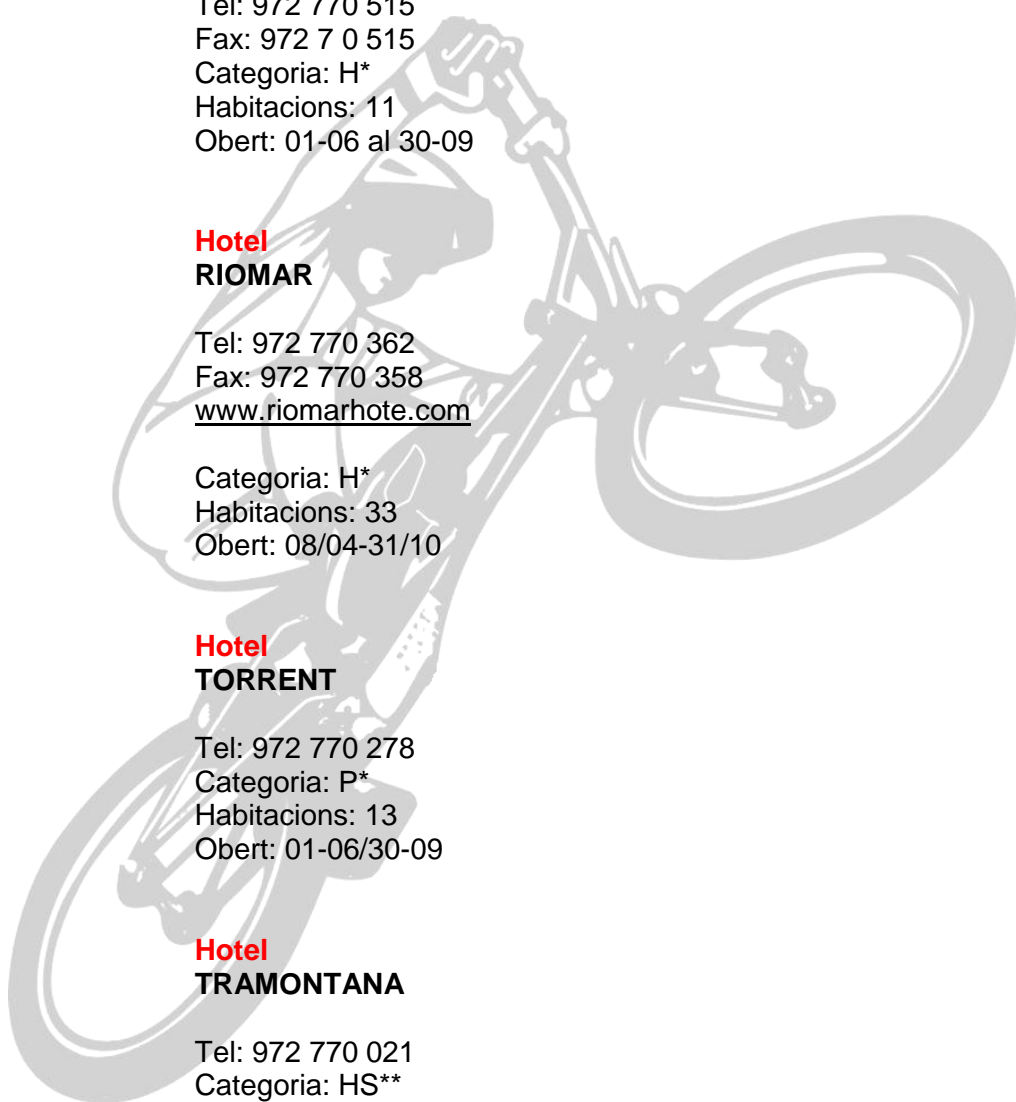 Tel: 972 770 515
Fax: 972 7 0 515
Categoria: H*
Habitacions: 11
Obert: 01-06 al 30-09
Hotel
RIOMAR
Tel: 972 770 362
Fax: 972 770 358
www.riomarhote.com
Categoria: H*
Habitacions: 33
Obert: 08/04-31/10
Hotel
TORRENT
Tel: 972 770 278
Categoria: P*
Habitacions: 13
Obert: 01-06/30-09
Hotel
TRAMONTANA
Tel: 972 770 021
Categoria: HS**